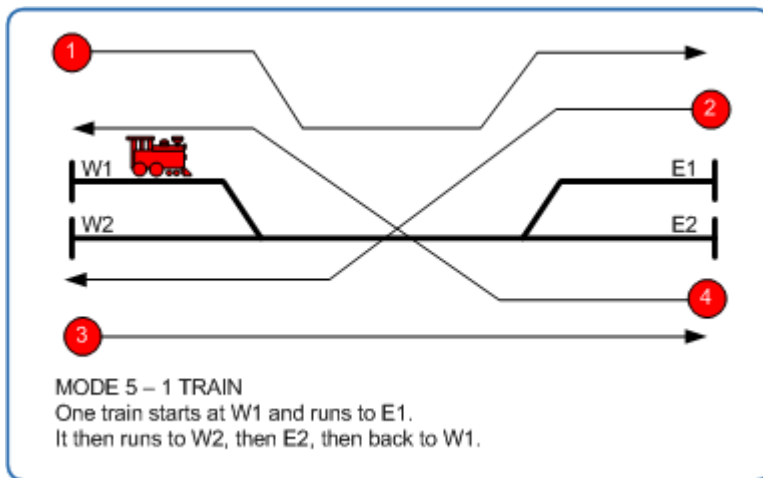 1
2
W1
E1
W2
E2
4
3
MODE 5 – 1 TRAIN
One train starts at W1 and runs to E1.
It then runs to W2, then E2, then back to W1.